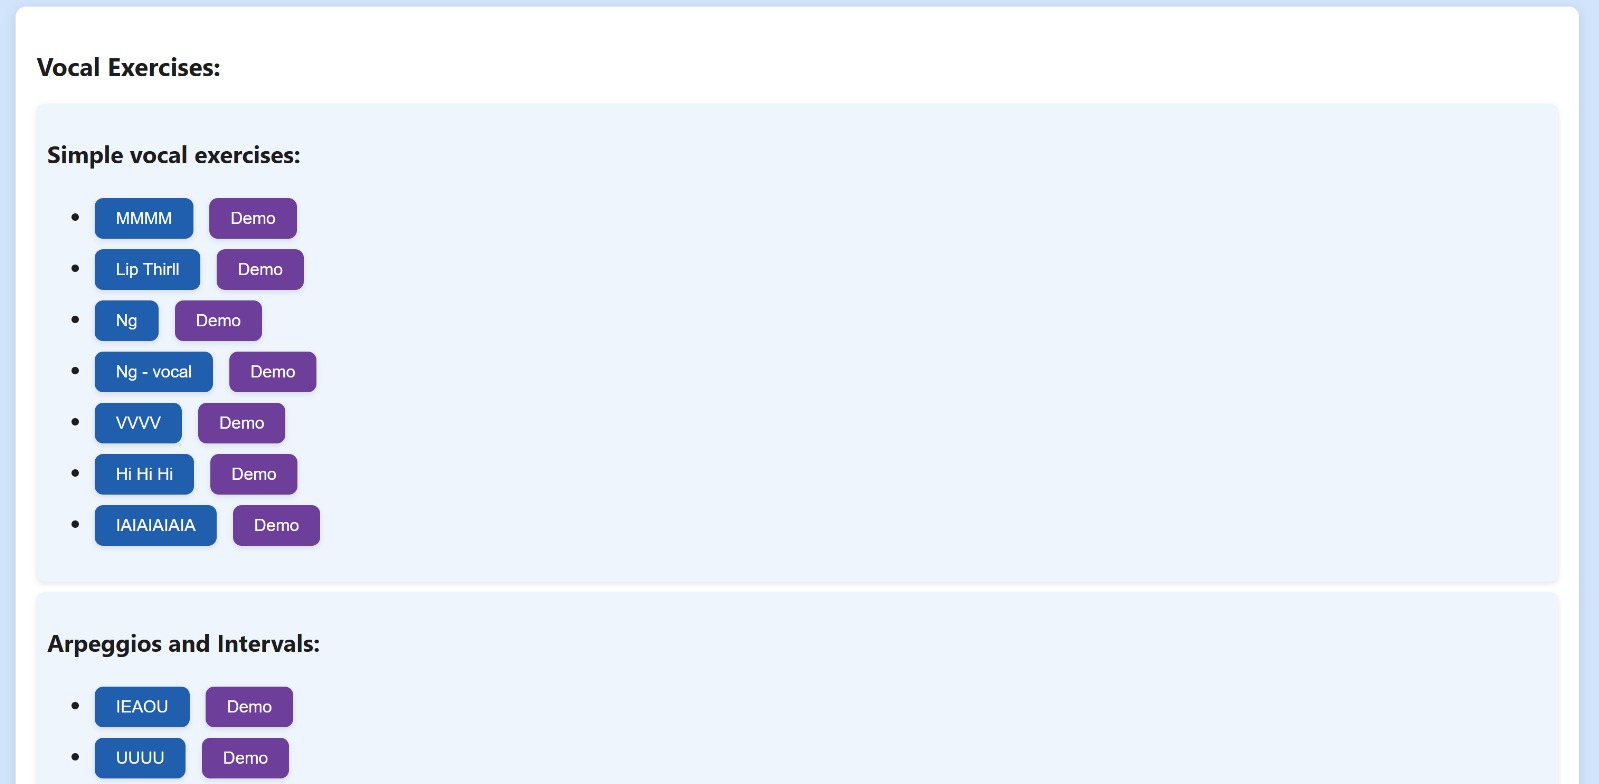 Vocal Exercises:
Simple vocal exercises:
MMMM Demo
Lip Thirll Demo
Ng Demo
Ng - vocal Demo
VVVV Demo
Hi Hi Hi Demo
IAIAIAIAIA Demo
Arpeggios and Intervals:
IEAOU Demo
UUUU Demo